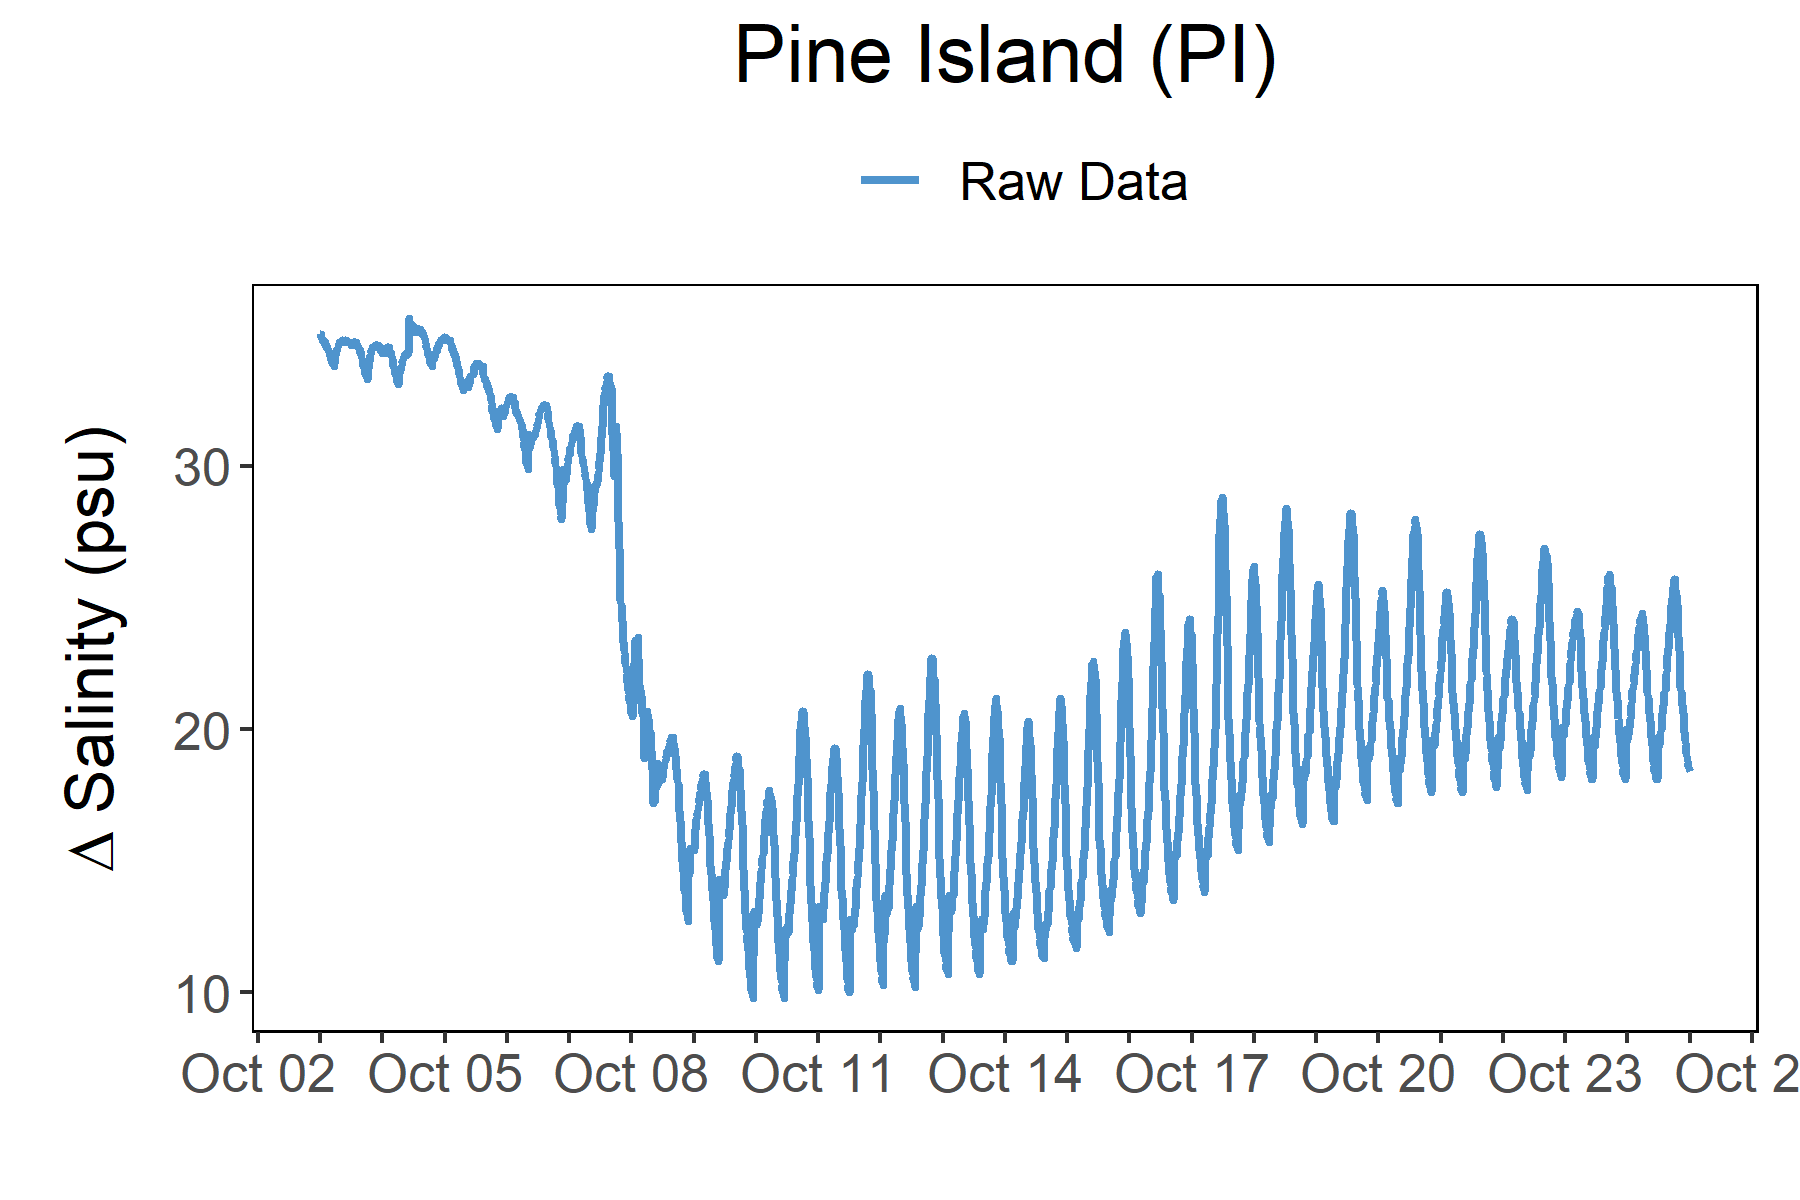 Pine Island (PI)
Raw Data
Δ Salinity (psu)
30
20
10
Oct 02 Oct 05 Oct 08 Oct 11 Oct 14 Oct 17 Oct 20 Oct 23 Oct 2